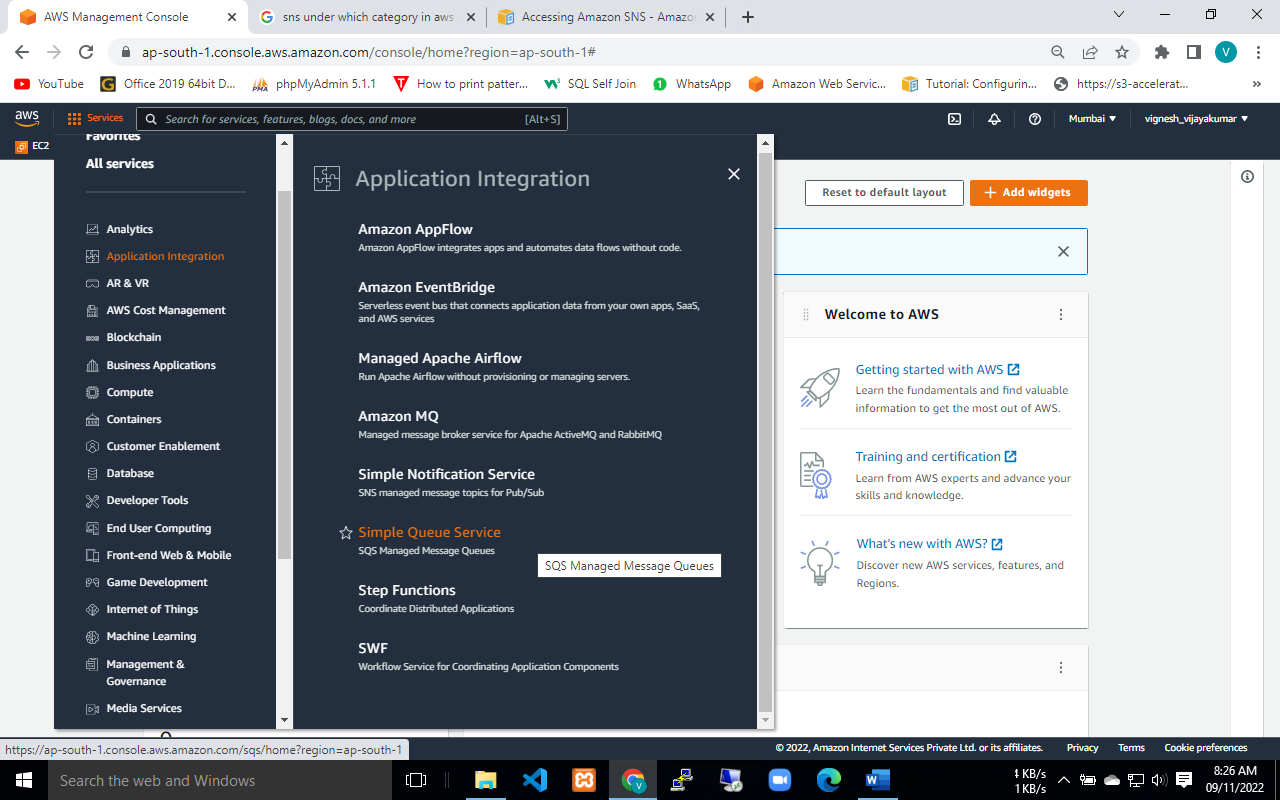 AWS Management Console
sns under which category in aws
Accessing Amazon SNS - Amazo
ap-south-1.console.aws.amazon.com/console/home?region=ap-south-1#
V
YouTube
Office 2019 64bit D...
phpMyAdmin 5.1.1
How to print patter...
SQL Self Join
WhatsApp
Amazon Web Servic...
Tutorial: Configurin...
https://s3-accelerat...
»
aws
Services
Search for services, features, blogs, docs, and more
[Alt+S]
Mumbai
vignesh_vijayakumar
EC2
Favorites
All services
Analytics
Application Integration
AR & VR
AWS Cost Management
Blockchain
Business Applications
Compute
Containers
Customer Enablement
Database
Developer Tools
End User Computing
Front-end Web & Mobile
Game Development
Internet of Things
Machine Learning
Management &
Governance
Media Services
Application Integration
Amazon AppFlow
Amazon AppFlow integrates apps and automates data flows without code.
Amazon EventBridge
Serverless event bus that connects application data from your own apps, SaaS,
and AWS services
Managed Apache Airflow
Run Apache Airflow without provisioning or managing servers.
Amazon MQ
Managed message broker service for Apache ActiveMQ and RabbitMQ
Simple Notification Service
SNS managed message topics for Pub/Sub
Simple Queue Service
SQS Managed Message Queues
SQS Managed Message Queues
Step Functions
Coordinate Distributed Applications
SWF
Workflow Service for Coordinating Application Components
Reset to default layout
Add widgets
Welcome to AWS
Getting started with AWS
Learn the fundamentals and find valuable
information to get the most out of AWS.
Training and certification
Learn from AWS experts and advance your
skills and knowledge.
What's new with AWS?
Discover new AWS services, features, and
Regions.
https://ap-south-1.console.aws.amazon.com/sqs/home?region=ap-south-1
© 2022, Amazon Internet Services Private Ltd. or its affiliates.
Privacy
Terms
Cookie preferences
Search the web and Windows
1 KB/s
1 KB/s
8:26 AM
09/11/2022